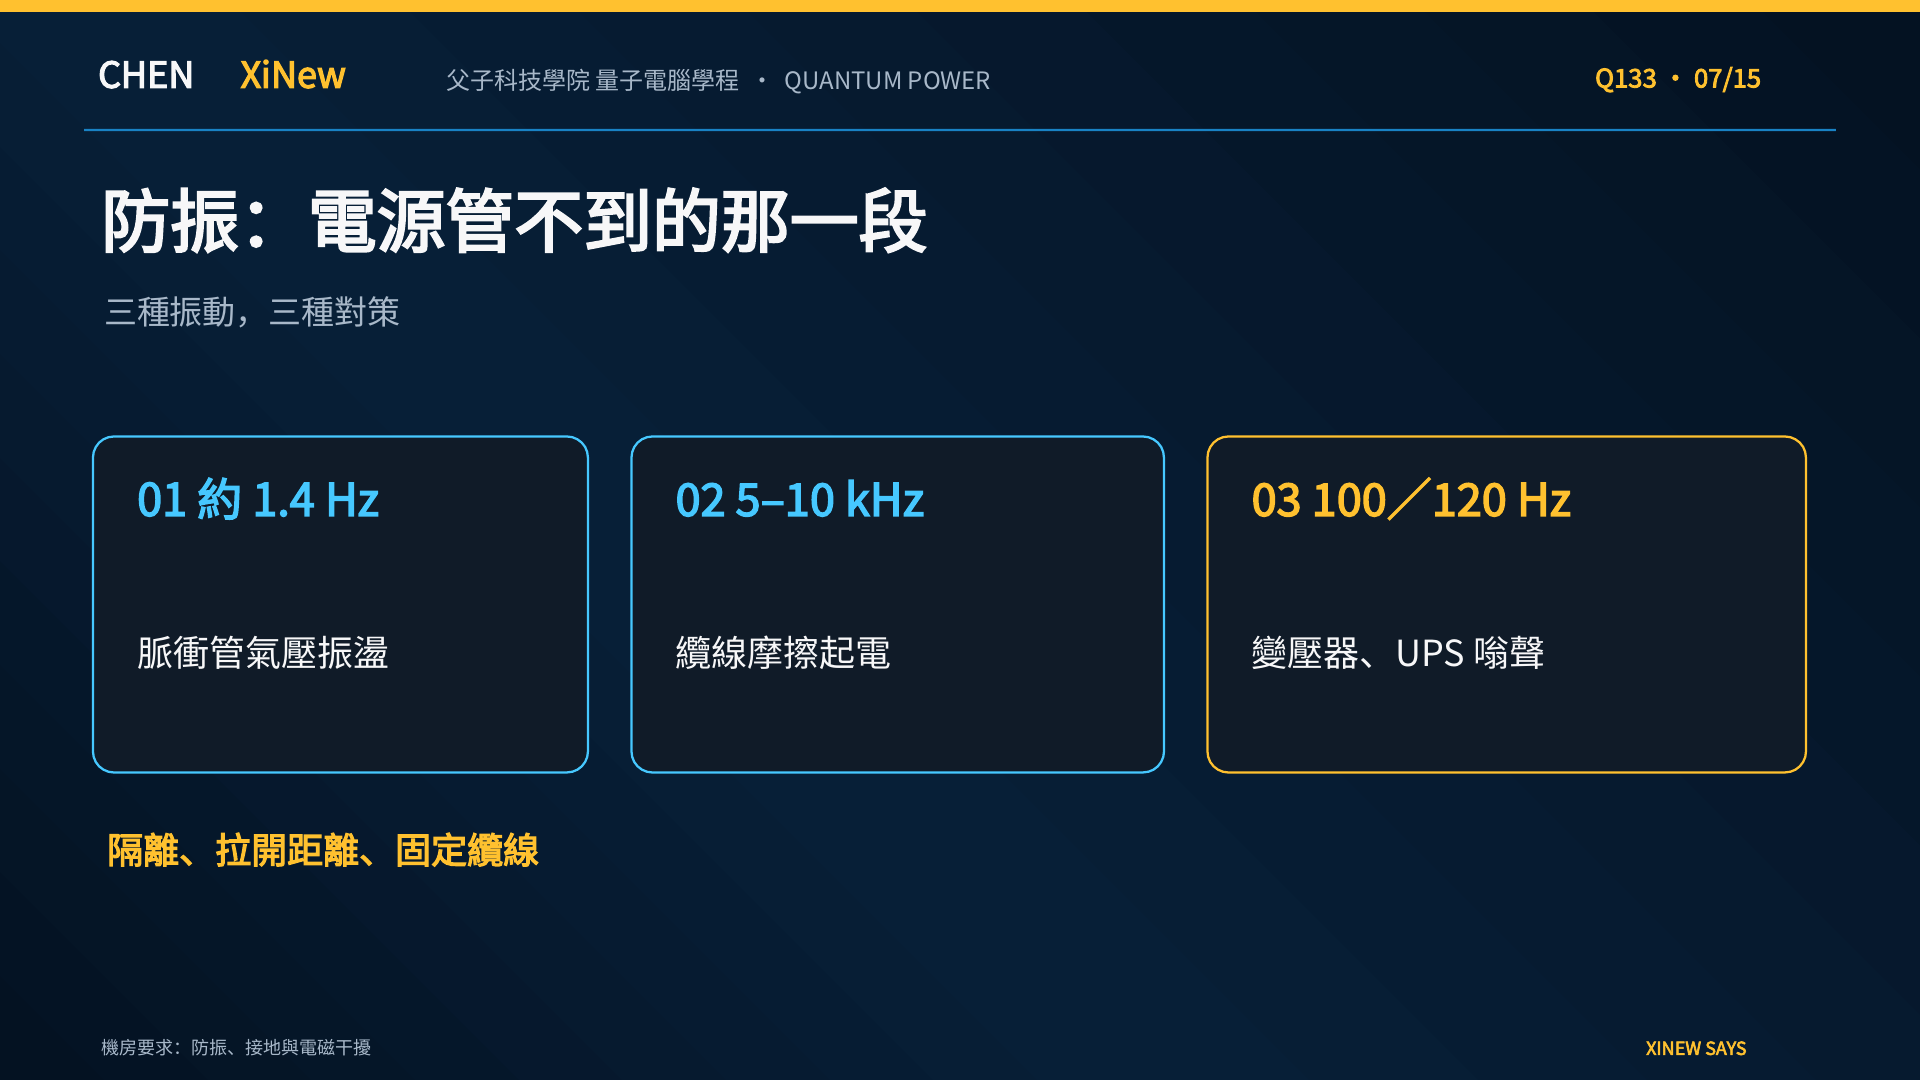 CHEN XiNew 父子科技學院 量子電腦學程 • QUANTUM POWER Q133 • 07/15
防振：電源管不到的那一段
三種振動，三種對策
01 約 1.4 Hz
脈衝管氣壓振盪
02 5–10 kHz
纜線摩擦起電
03 100／120 Hz
變壓器、UPS 嗡聲
隔離、拉開距離、固定纜線
機房要求：防振、接地與電磁干擾
XINEW SAYS